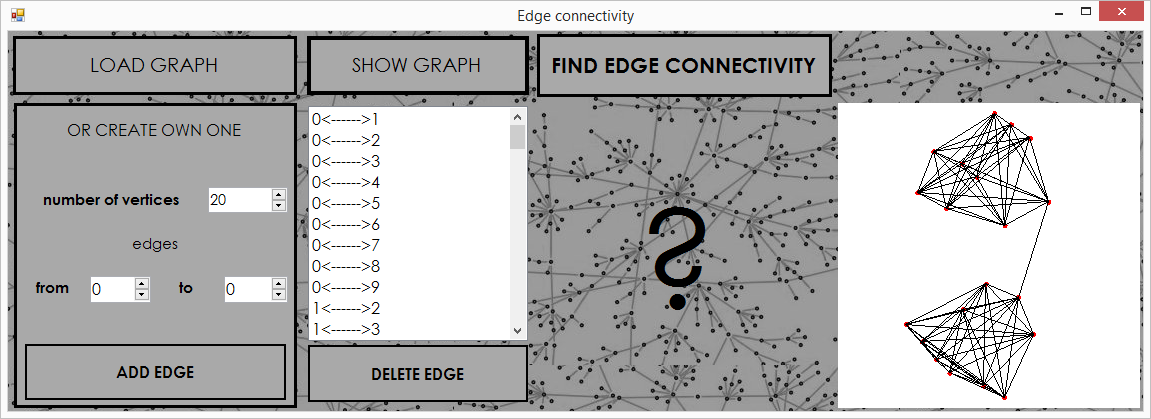 Edge connectivity
LOAD GRAPH
SHOW GRAPH
FIND EDGE CONNECTIVITY
OR CREATE OWN ONE
number of vertices 20
edges
from 0 to 0
ADD EDGE
0<------>1
0<------>2
0<------>3
0<------>4
0<------>5
0<------>6
0<------>7
0<------>8
0<------>9
1<------>2
1<------>3
DELETE EDGE
?